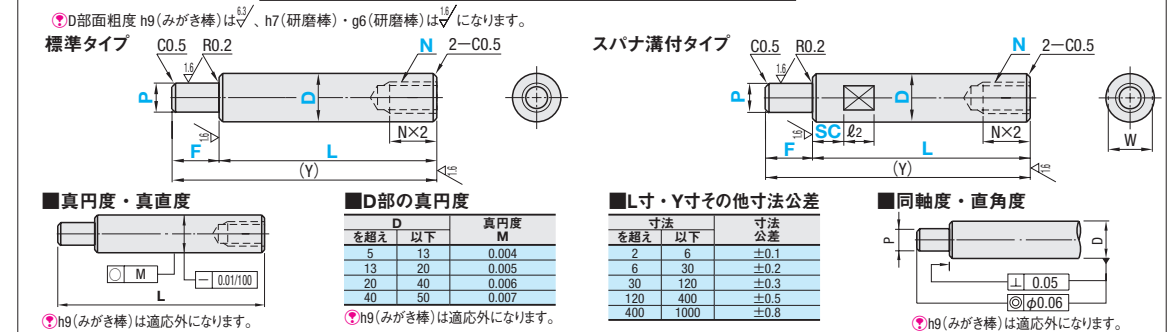 D部面粗度 h9(みがき棒)は6.3、h7(研磨棒)・g6(研磨棒)は1.6になります。
標準タイプ
C0.5 R0.2 N 2−C0.5
1.6
P D
1.6
N×2
F L
(Y)
1.6
スパナ溝付タイプ
C0.5 R0.2 N 2−C0.5
1.6
P D
1.6
SC ℓ2 N×2
W
F L
(Y)
1.6
■真円度・真直度
○ M
― 0.01/100
L
h9(みがき棒)は適応外になります。
■D部の真円度
D 真円度
を超え 以下 M
5 13 0.004
13 20 0.005
20 40 0.006
40 50 0.007
h9(みがき棒)は適応外になります。
■L寸・Y寸その他寸法公差
寸法 寸法
を超え 以下 公差
2 6 ±0.1
6 30 ±0.2
30 120 ±0.3
120 400 ±0.5
400 1000 ±0.8
■同軸度・直角度
P D
⊥ 0.05
◎ φ0.06
h9(みがき棒)は適応外になります。